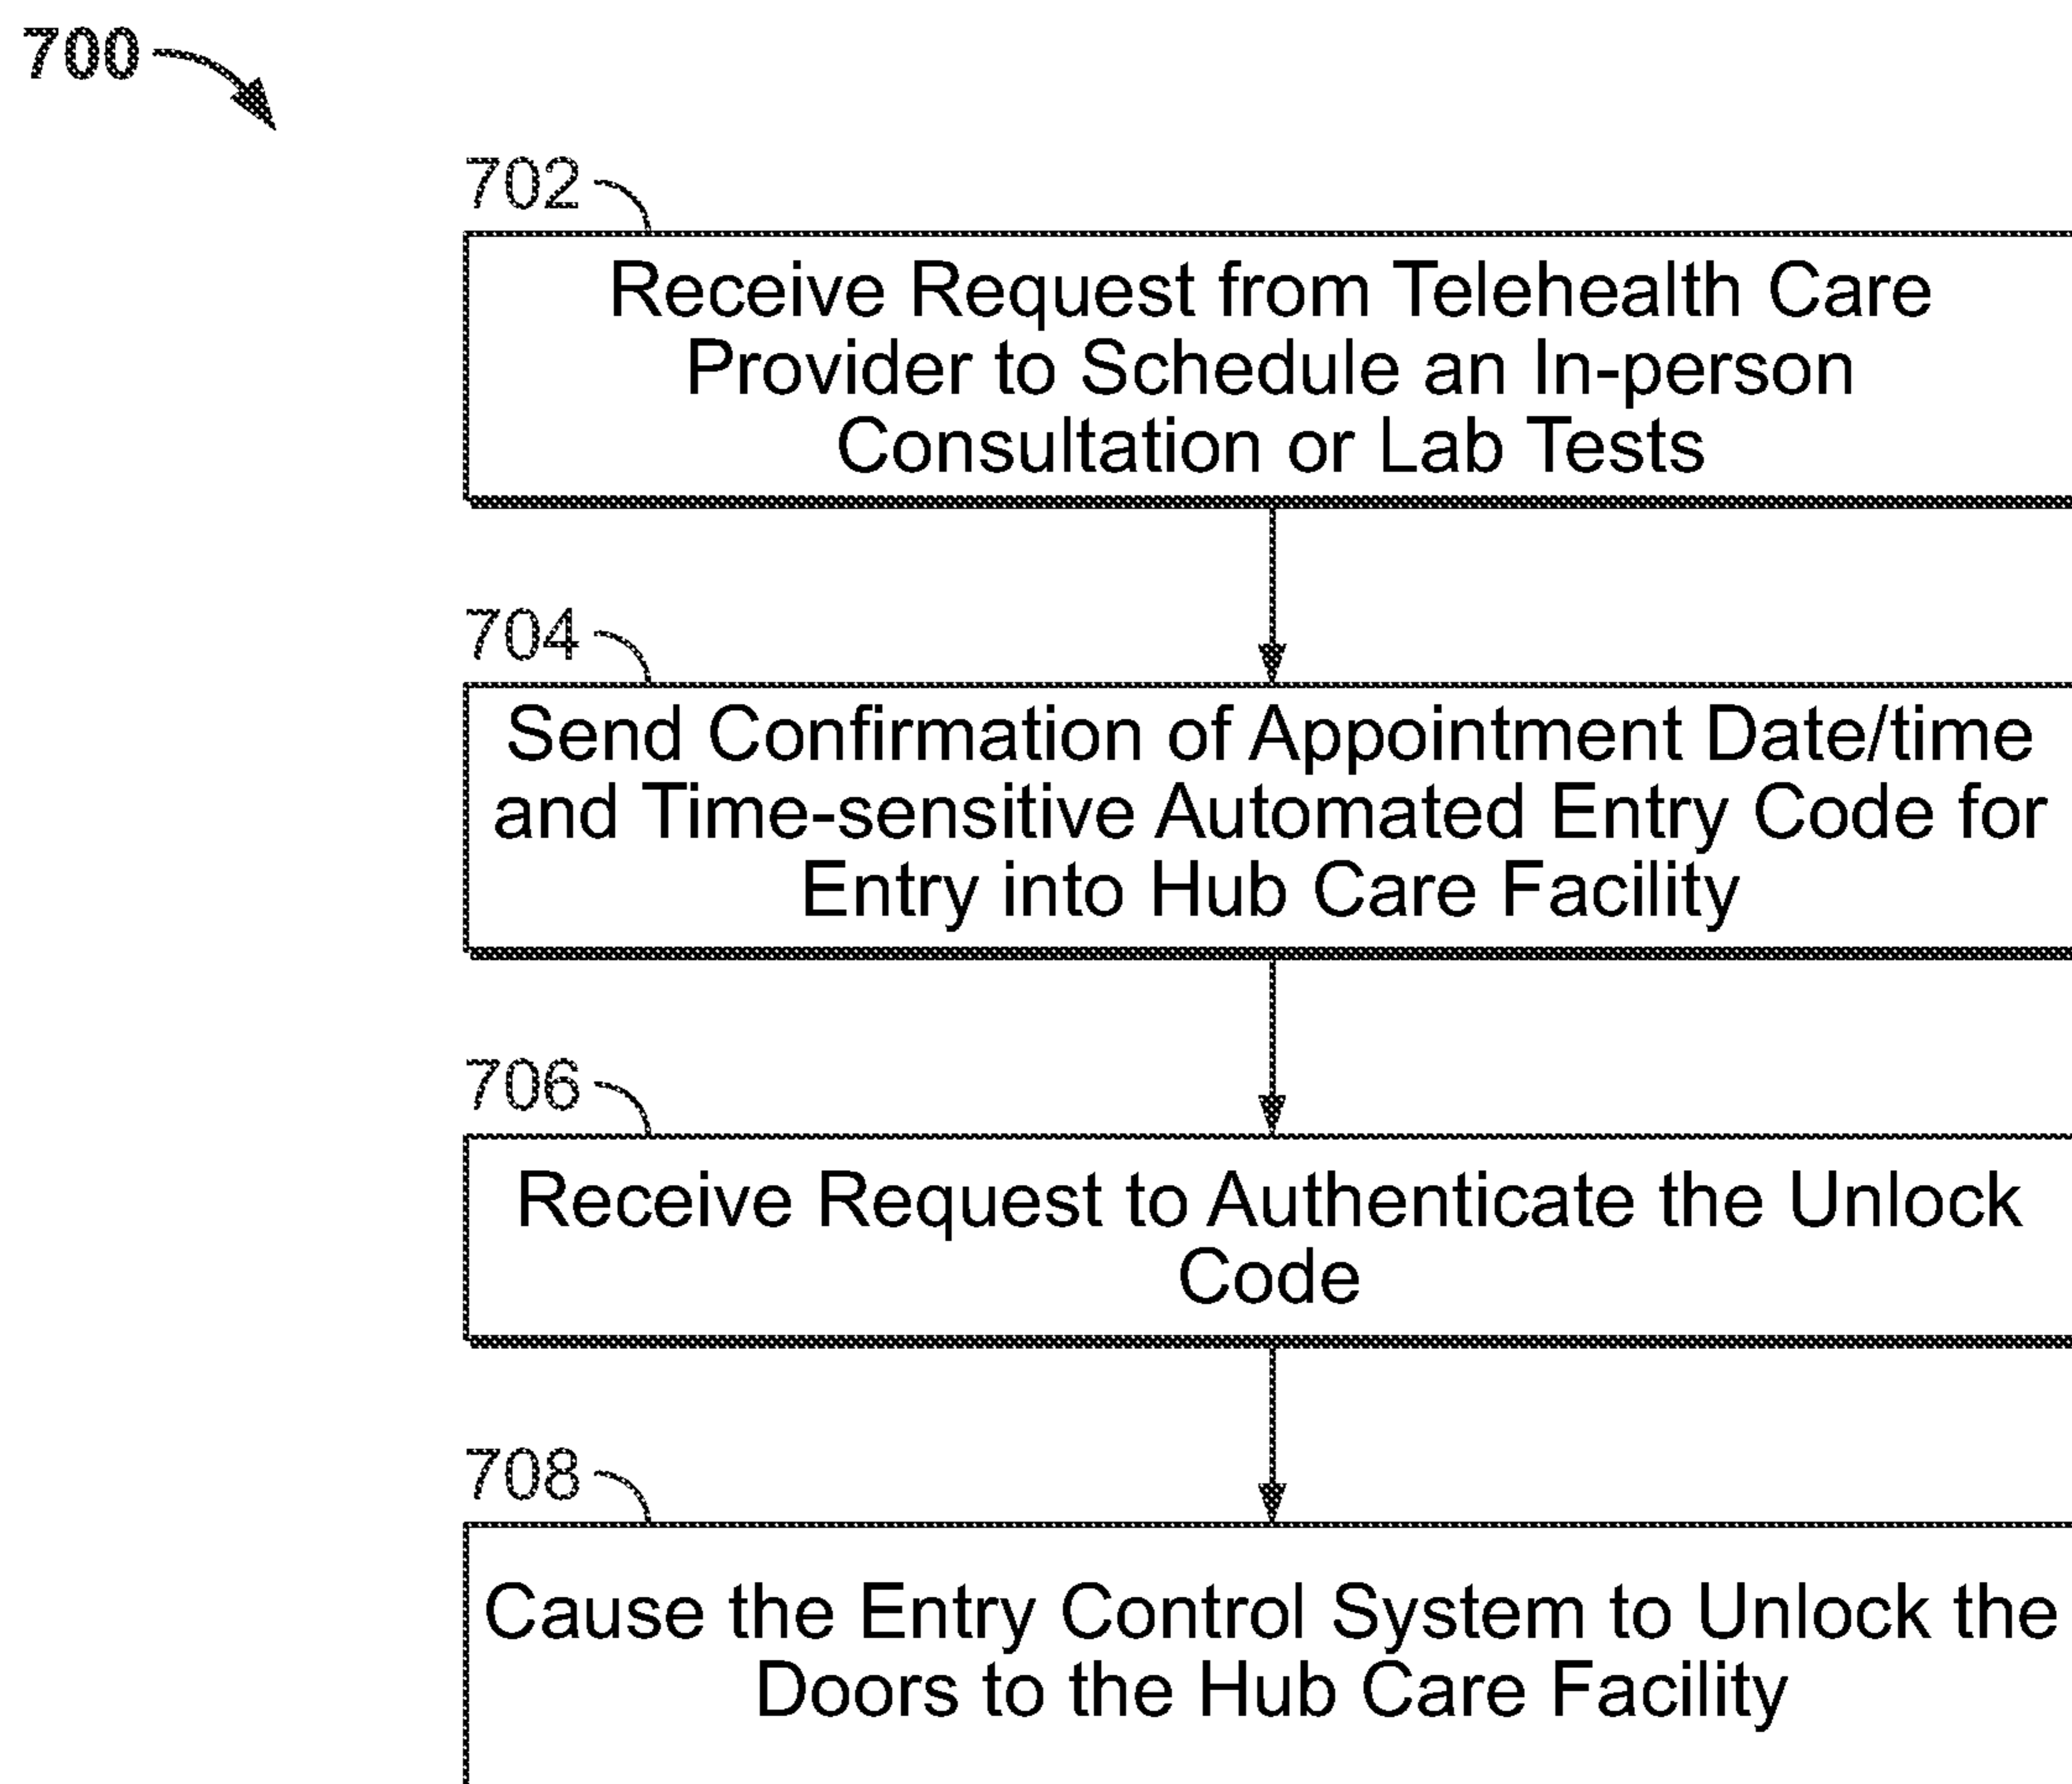 700
702
Receive Request from Telehealth Care
Provider to Schedule an In-person
Consultation or Lab Tests
704
Send Confirmation of Appointment Date/time
and Time-sensitive Automated Entry Code for
Entry into Hub Care Facility
706
Receive Request to Authenticate the Unlock
Code
708
Cause the Entry Control System to Unlock the
Doors to the Hub Care Facility